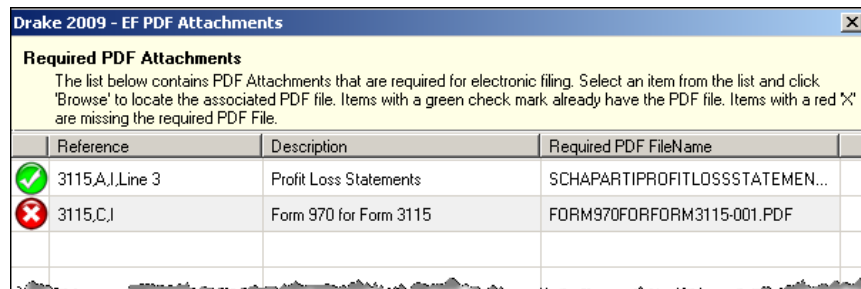 Drake 2009 - EF PDF Attachments
Required PDF Attachments
The list below contains PDF Attachments that are required for electronic filing. Select an item from the list and click
'Browse' to locate the associated PDF file. Items with a green check mark already have the PDF file. Items with a red 'X'
are missing the required PDF File.
Reference Description Required PDF FileName
3115,A,I,Line 3 Profit Loss Statements SCHAPARTIPROFITLOSSSTATEMEN...
3115,C,I Form 970 for Form 3115 FORM970FORFORM3115-001.PDF